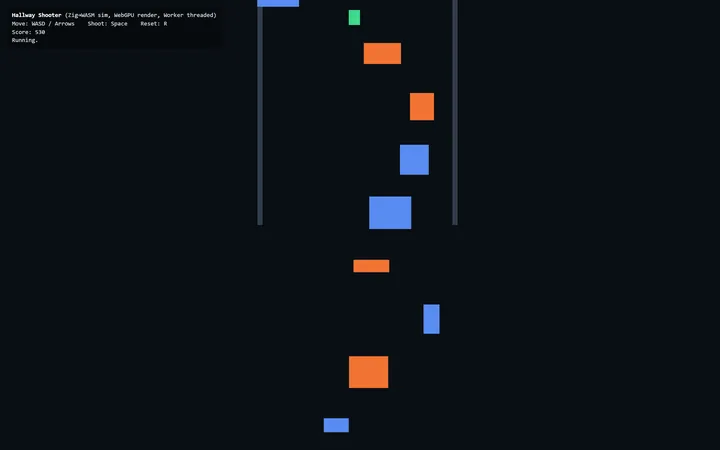 Hallway Shooter (Zig→WASM sim, WebGPU render, Worker threaded)
Move: WASD / Arrows Shoot: Space Reset: R
Score: 530
Running.